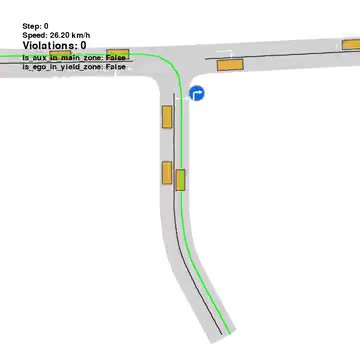 Step: 0
Speed: 26.20 km/h
Violations: 0
is_aux_in_main_zone: False
is_ego_in_yield_zone: False